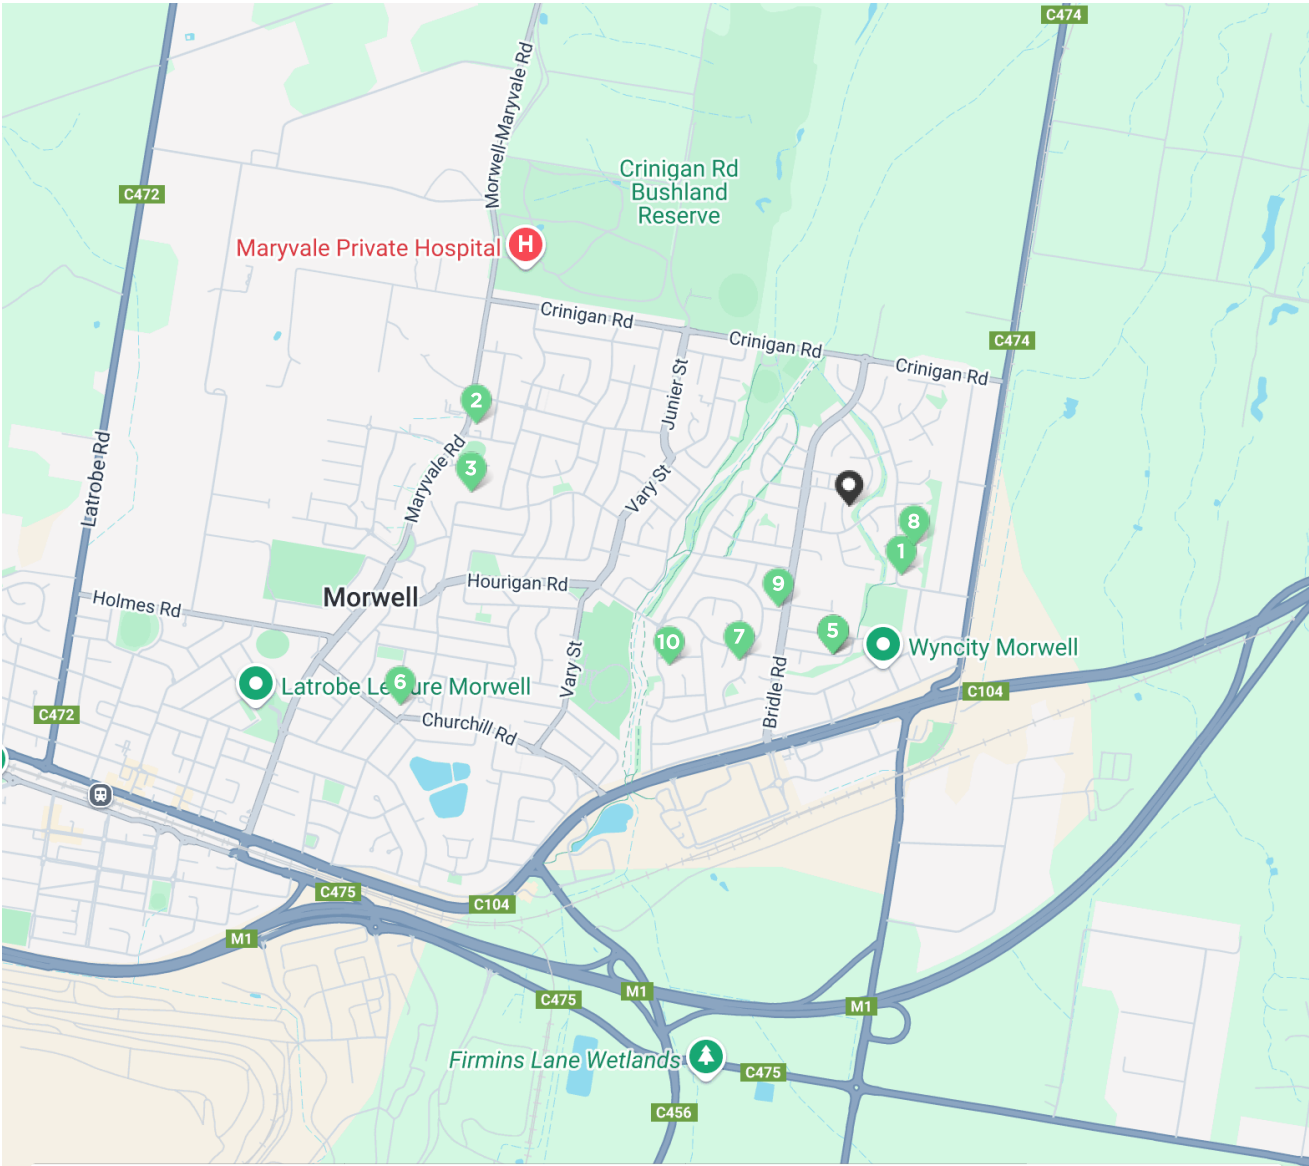 C474
Morwell-Maryvale Rd
C472
Crinigan Rd
Bushland
Reserve
Maryvale Private Hospital
H
Crinigan Rd
Crinigan Rd
C474
Crinigan Rd
Junier St
2
Maryvale Rd
3
Latrobe Rd
Vary St
8
1
Hourigan Rd
9
Morwell
Holmes Rd
5
7
10
Wyncity Morwell
Vary St
6
Latrobe Le ure Morwell
Bridle Rd
C104
C472
Churchill Rd
C475
C104
M1
M1
C475
M1
Firmins Lane Wetlands
C475
C456